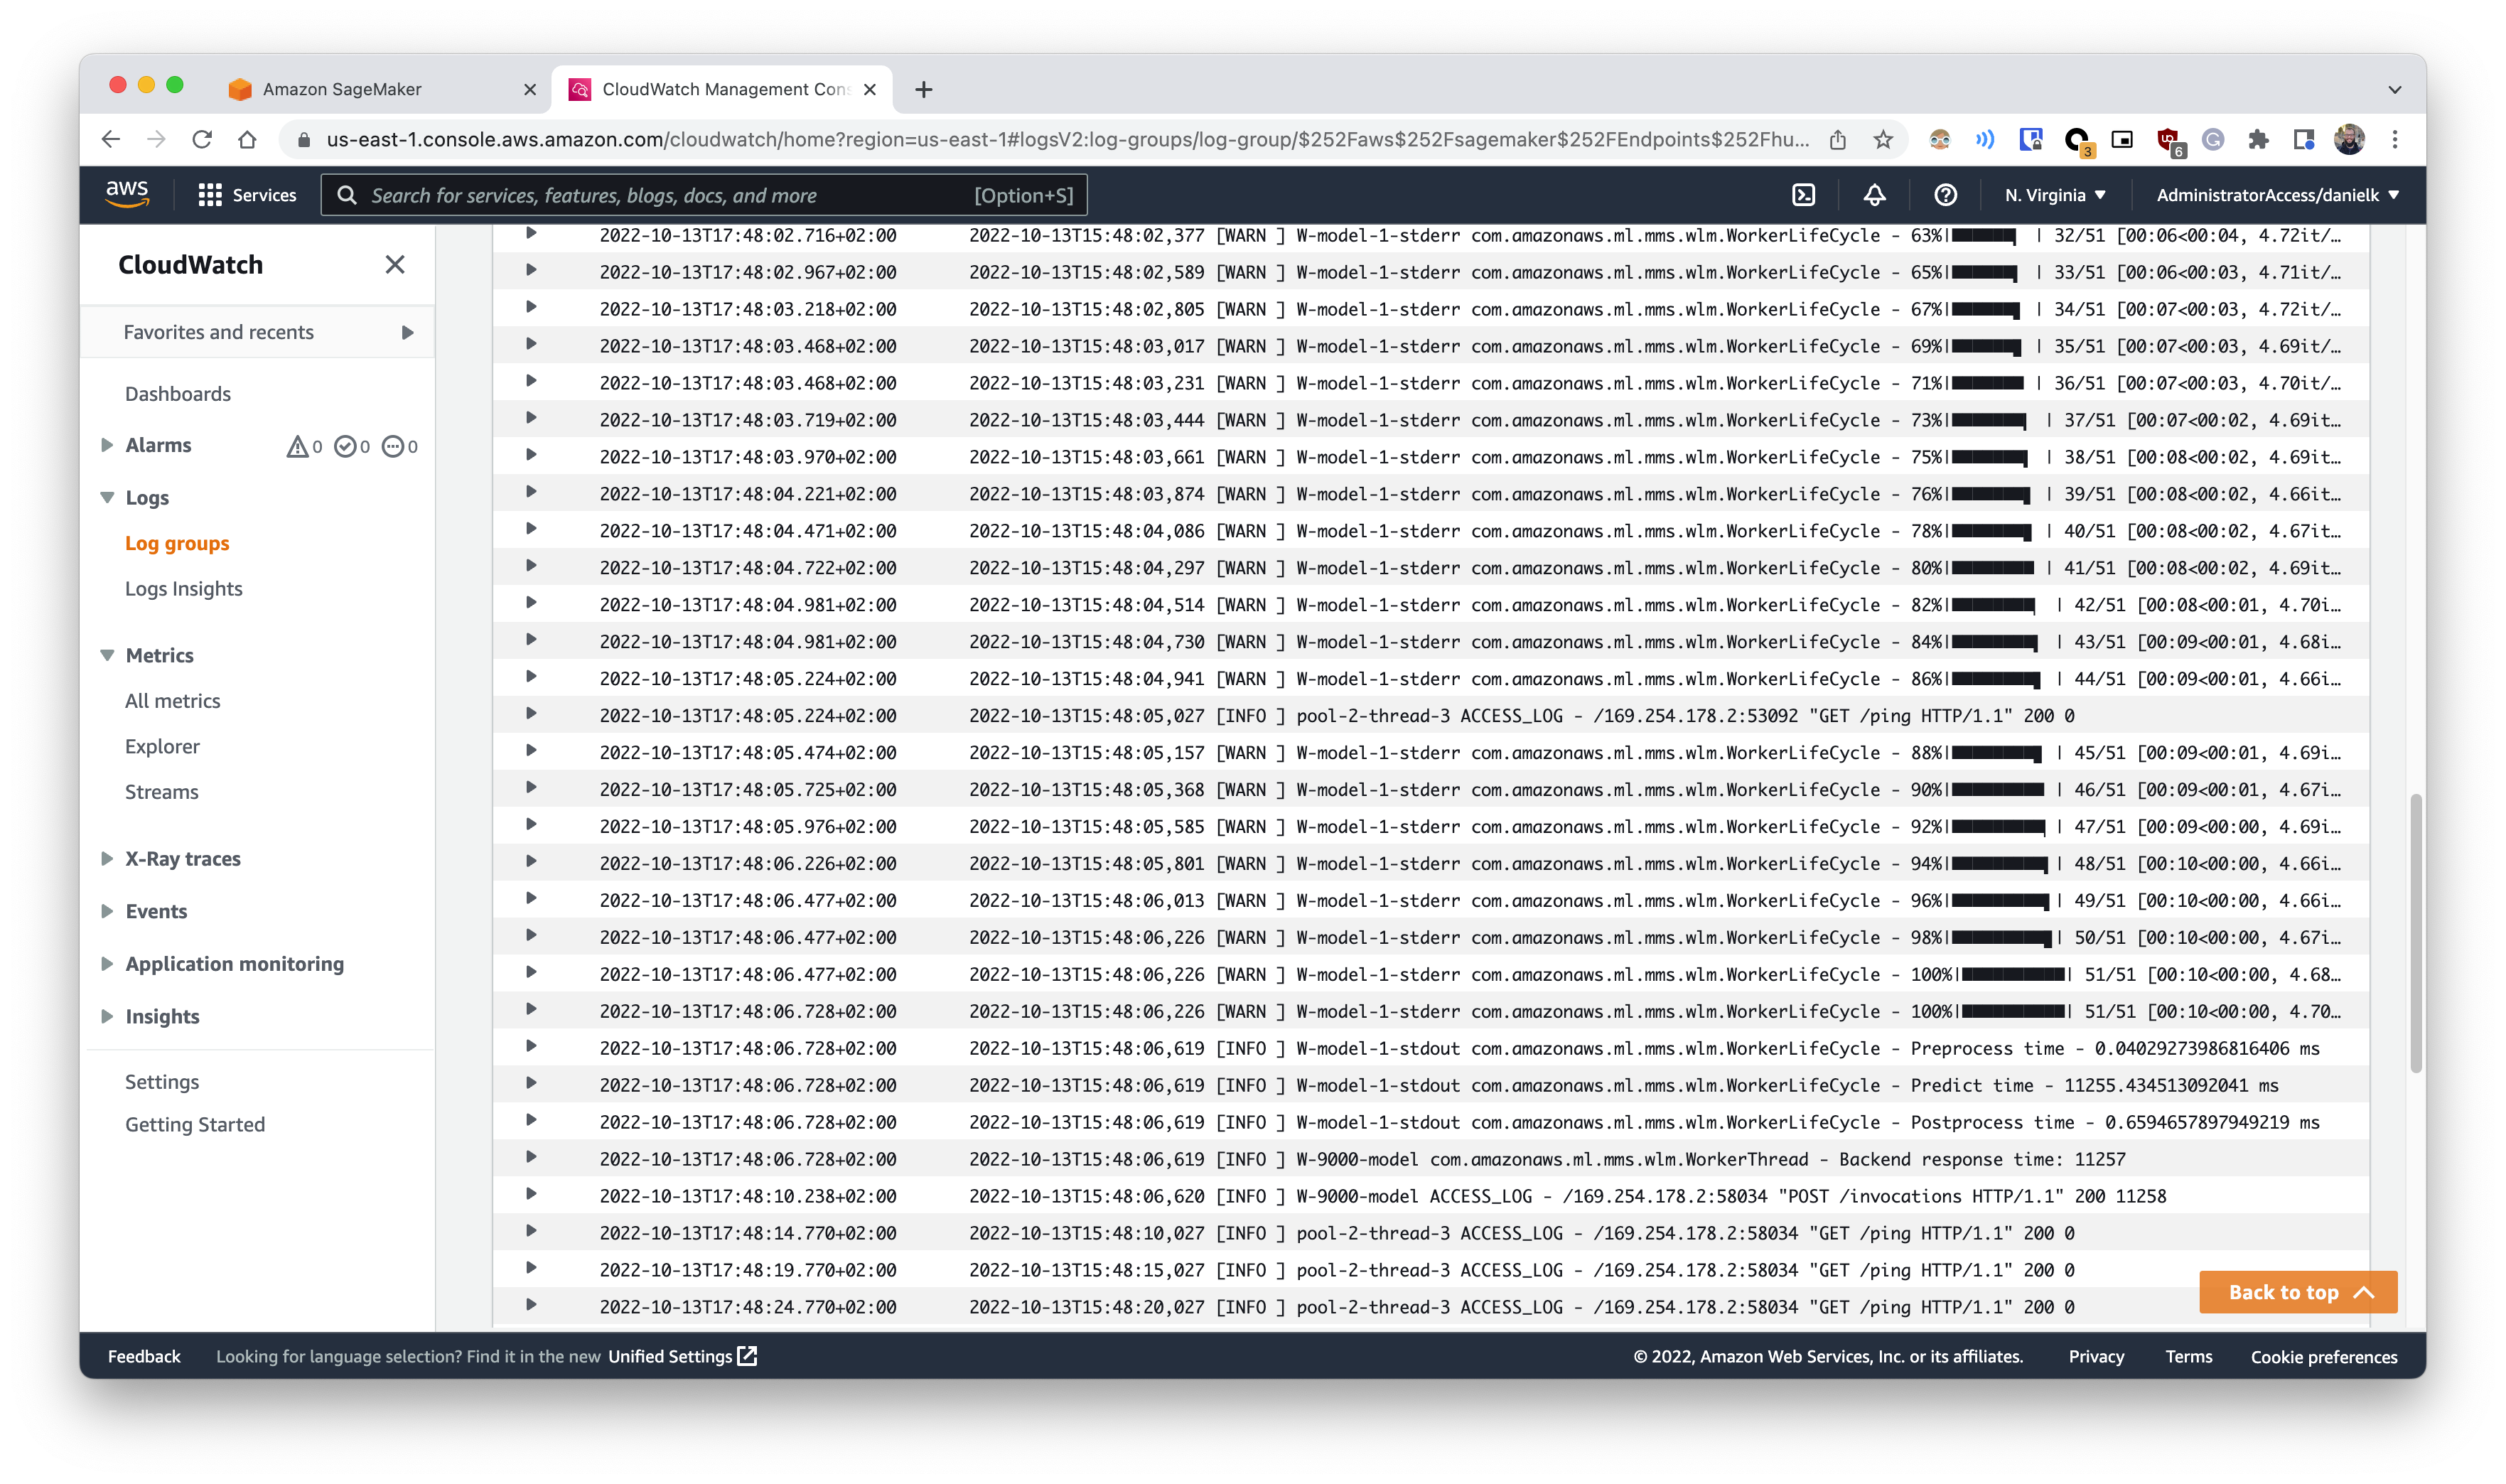 Amazon SageMaker
CloudWatch Management Cons
us-east-1.console.aws.amazon.com/cloudwatch/home?region=us-east-1#logsV2:log-groups/log-group/$252Faws$252Fsagemaker$252FEndpoints$252Fhu...
3
6
aws
Services
Search for services, features, blogs, docs, and more
[Option+S]
N. Virginia
AdministratorAccess/danielk
CloudWatch
Favorites and recents
Dashboards
Alarms 0 0 0
Logs
Log groups
Logs Insights
Metrics
All metrics
Explorer
Streams
X-Ray traces
Events
Application monitoring
Insights
Settings
Getting Started
2022-10-13T17:48:02.716+02:00 2022-10-13T15:48:02,377 [WARN ] W-model-1-stderr com.amazonaws.ml.mms.wlm.WorkerLifeCycle - 63%| | 32/51 [00:06<00:04, 4.72it/…
2022-10-13T17:48:02.967+02:00 2022-10-13T15:48:02,589 [WARN ] W-model-1-stderr com.amazonaws.ml.mms.wlm.WorkerLifeCycle - 65%| | 33/51 [00:06<00:03, 4.71it/…
2022-10-13T17:48:03.218+02:00 2022-10-13T15:48:02,805 [WARN ] W-model-1-stderr com.amazonaws.ml.mms.wlm.WorkerLifeCycle - 67%| | 34/51 [00:07<00:03, 4.72it/…
2022-10-13T17:48:03.468+02:00 2022-10-13T15:48:03,017 [WARN ] W-model-1-stderr com.amazonaws.ml.mms.wlm.WorkerLifeCycle - 69%| | 35/51 [00:07<00:03, 4.69it/…
2022-10-13T17:48:03.468+02:00 2022-10-13T15:48:03,231 [WARN ] W-model-1-stderr com.amazonaws.ml.mms.wlm.WorkerLifeCycle - 71%| | 36/51 [00:07<00:03, 4.70it/…
2022-10-13T17:48:03.719+02:00 2022-10-13T15:48:03,444 [WARN ] W-model-1-stderr com.amazonaws.ml.mms.wlm.WorkerLifeCycle - 73%| | 37/51 [00:07<00:02, 4.69it…
2022-10-13T17:48:03.970+02:00 2022-10-13T15:48:03,661 [WARN ] W-model-1-stderr com.amazonaws.ml.mms.wlm.WorkerLifeCycle - 75%| | 38/51 [00:08<00:02, 4.69it…
2022-10-13T17:48:04.221+02:00 2022-10-13T15:48:03,874 [WARN ] W-model-1-stderr com.amazonaws.ml.mms.wlm.WorkerLifeCycle - 76%| | 39/51 [00:08<00:02, 4.66it…
2022-10-13T17:48:04.471+02:00 2022-10-13T15:48:04,086 [WARN ] W-model-1-stderr com.amazonaws.ml.mms.wlm.WorkerLifeCycle - 78%| | 40/51 [00:08<00:02, 4.67it…
2022-10-13T17:48:04.722+02:00 2022-10-13T15:48:04,297 [WARN ] W-model-1-stderr com.amazonaws.ml.mms.wlm.WorkerLifeCycle - 80%| | 41/51 [00:08<00:02, 4.69it…
2022-10-13T17:48:04.981+02:00 2022-10-13T15:48:04,514 [WARN ] W-model-1-stderr com.amazonaws.ml.mms.wlm.WorkerLifeCycle - 82%| | 42/51 [00:08<00:01, 4.70i…
2022-10-13T17:48:04.981+02:00 2022-10-13T15:48:04,730 [WARN ] W-model-1-stderr com.amazonaws.ml.mms.wlm.WorkerLifeCycle - 84%| | 43/51 [00:09<00:01, 4.68i…
2022-10-13T17:48:05.224+02:00 2022-10-13T15:48:04,941 [WARN ] W-model-1-stderr com.amazonaws.ml.mms.wlm.WorkerLifeCycle - 86%| | 44/51 [00:09<00:01, 4.66i…
2022-10-13T17:48:05.224+02:00 2022-10-13T15:48:05,027 [INFO ] pool-2-thread-3 ACCESS_LOG - /169.254.178.2:53092 "GET /ping HTTP/1.1" 200 0
2022-10-13T17:48:05.474+02:00 2022-10-13T15:48:05,157 [WARN ] W-model-1-stderr com.amazonaws.ml.mms.wlm.WorkerLifeCycle - 88%| | 45/51 [00:09<00:01, 4.69i…
2022-10-13T17:48:05.725+02:00 2022-10-13T15:48:05,368 [WARN ] W-model-1-stderr com.amazonaws.ml.mms.wlm.WorkerLifeCycle - 90%| | 46/51 [00:09<00:01, 4.67i…
2022-10-13T17:48:05.976+02:00 2022-10-13T15:48:05,585 [WARN ] W-model-1-stderr com.amazonaws.ml.mms.wlm.WorkerLifeCycle - 92%| | 47/51 [00:09<00:00, 4.69i…
2022-10-13T17:48:06.226+02:00 2022-10-13T15:48:05,801 [WARN ] W-model-1-stderr com.amazonaws.ml.mms.wlm.WorkerLifeCycle - 94%| | 48/51 [00:10<00:00, 4.66i…
2022-10-13T17:48:06.477+02:00 2022-10-13T15:48:06,013 [WARN ] W-model-1-stderr com.amazonaws.ml.mms.wlm.WorkerLifeCycle - 96%| | 49/51 [00:10<00:00, 4.66i…
2022-10-13T17:48:06.477+02:00 2022-10-13T15:48:06,226 [WARN ] W-model-1-stderr com.amazonaws.ml.mms.wlm.WorkerLifeCycle - 98%| | 50/51 [00:10<00:00, 4.67i…
2022-10-13T17:48:06.477+02:00 2022-10-13T15:48:06,226 [WARN ] W-model-1-stderr com.amazonaws.ml.mms.wlm.WorkerLifeCycle - 100%| | 51/51 [00:10<00:00, 4.68…
2022-10-13T17:48:06.728+02:00 2022-10-13T15:48:06,226 [WARN ] W-model-1-stderr com.amazonaws.ml.mms.wlm.WorkerLifeCycle - 100%| | 51/51 [00:10<00:00, 4.70…
2022-10-13T17:48:06.728+02:00 2022-10-13T15:48:06,619 [INFO ] W-model-1-stdout com.amazonaws.ml.mms.wlm.WorkerLifeCycle - Preprocess time - 0.04029273986816406 ms
2022-10-13T17:48:06.728+02:00 2022-10-13T15:48:06,619 [INFO ] W-model-1-stdout com.amazonaws.ml.mms.wlm.WorkerLifeCycle - Predict time - 11255.434513092041 ms
2022-10-13T17:48:06.728+02:00 2022-10-13T15:48:06,619 [INFO ] W-model-1-stdout com.amazonaws.ml.mms.wlm.WorkerLifeCycle - Postprocess time - 0.6594657897949219 ms
2022-10-13T17:48:06.728+02:00 2022-10-13T15:48:06,619 [INFO ] W-9000-model com.amazonaws.ml.mms.wlm.WorkerThread - Backend response time: 11257
2022-10-13T17:48:10.238+02:00 2022-10-13T15:48:06,620 [INFO ] W-9000-model ACCESS_LOG - /169.254.178.2:58034 "POST /invocations HTTP/1.1" 200 11258
2022-10-13T17:48:14.770+02:00 2022-10-13T15:48:10,027 [INFO ] pool-2-thread-3 ACCESS_LOG - /169.254.178.2:58034 "GET /ping HTTP/1.1" 200 0
2022-10-13T17:48:19.770+02:00 2022-10-13T15:48:15,027 [INFO ] pool-2-thread-3 ACCESS_LOG - /169.254.178.2:58034 "GET /ping HTTP/1.1" 200 0
2022-10-13T17:48:24.770+02:00 2022-10-13T15:48:20,027 [INFO ] pool-2-thread-3 ACCESS_LOG - /169.254.178.2:58034 "GET /ping HTTP/1.1" 200 0
Back to top
Feedback
Looking for language selection? Find it in the new Unified Settings
© 2022, Amazon Web Services, Inc. or its affiliates.
Privacy
Terms
Cookie preferences